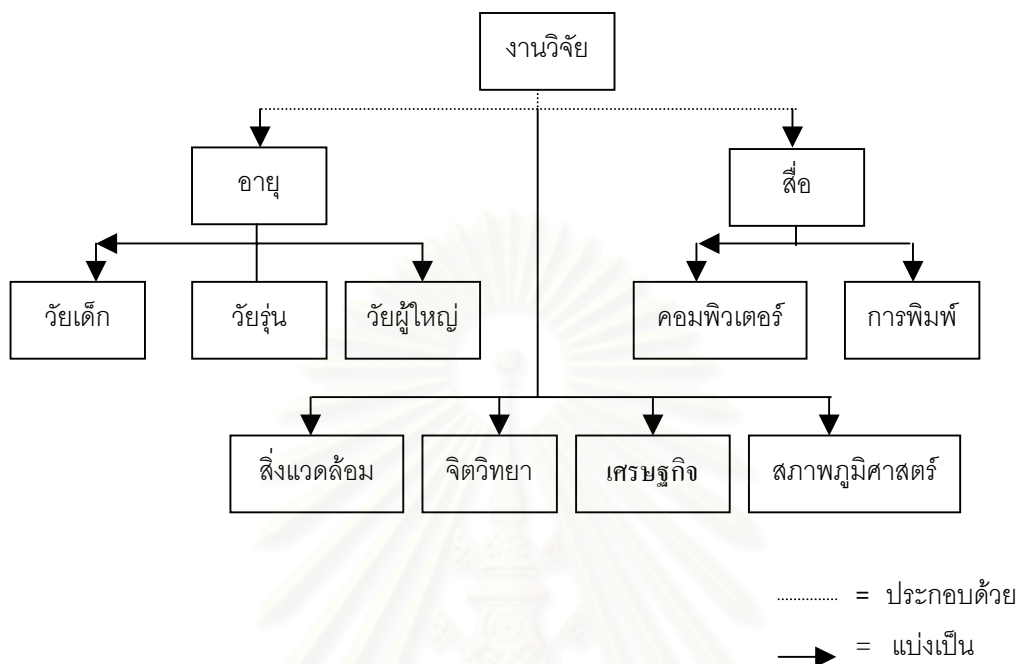 งานวิจัย
อายุ
สื่อ
วัยเด็ก
วัยรุ่น
วัยผู้ใหญ่
คอมพิวเตอร์
การพิมพ์
สิ่งแวดล้อม
จิตวิทยา
เศรษฐกิจ
สภาพภูมิศาสตร์
................ = ประกอบด้วย
= แบ่งเป็น